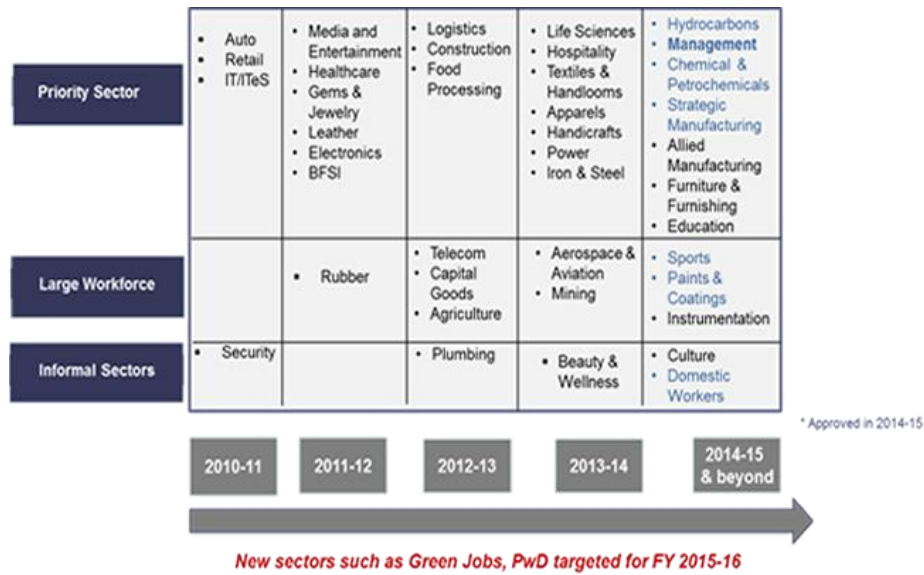 Priority Sector
▪ Auto
▪ Retail
▪ IT/ITeS
• Media and
Entertainment
• Healthcare
• Gems &
Jewelry
• Leather
• Electronics
• BFSI
• Logistics
• Construction
• Food
Processing
• Life Sciences
• Hospitality
• Textiles &
Handlooms
• Apparels
• Handicrafts
• Power
• Iron & Steel
• Hydrocarbons
• Management
• Chemical &
Petrochemicals
• Strategic
Manufacturing
• Allied
Manufacturing
• Furniture &
Furnishing
• Education
Large Workforce
▪ Rubber
• Telecom
• Capital
Goods
• Agriculture
• Aerospace &
Aviation
• Mining
• Sports
• Paints &
Coatings
• Instrumentation
Informal Sectors
▪ Security
• Plumbing
▪ Beauty &
Wellness
• Culture
• Domestic
Workers
* Approved in 2014-15
2010-11
2011-12
2012-13
2013-14
2014-15
& beyond
New sectors such as Green Jobs, PwD targeted for FY 2015-16